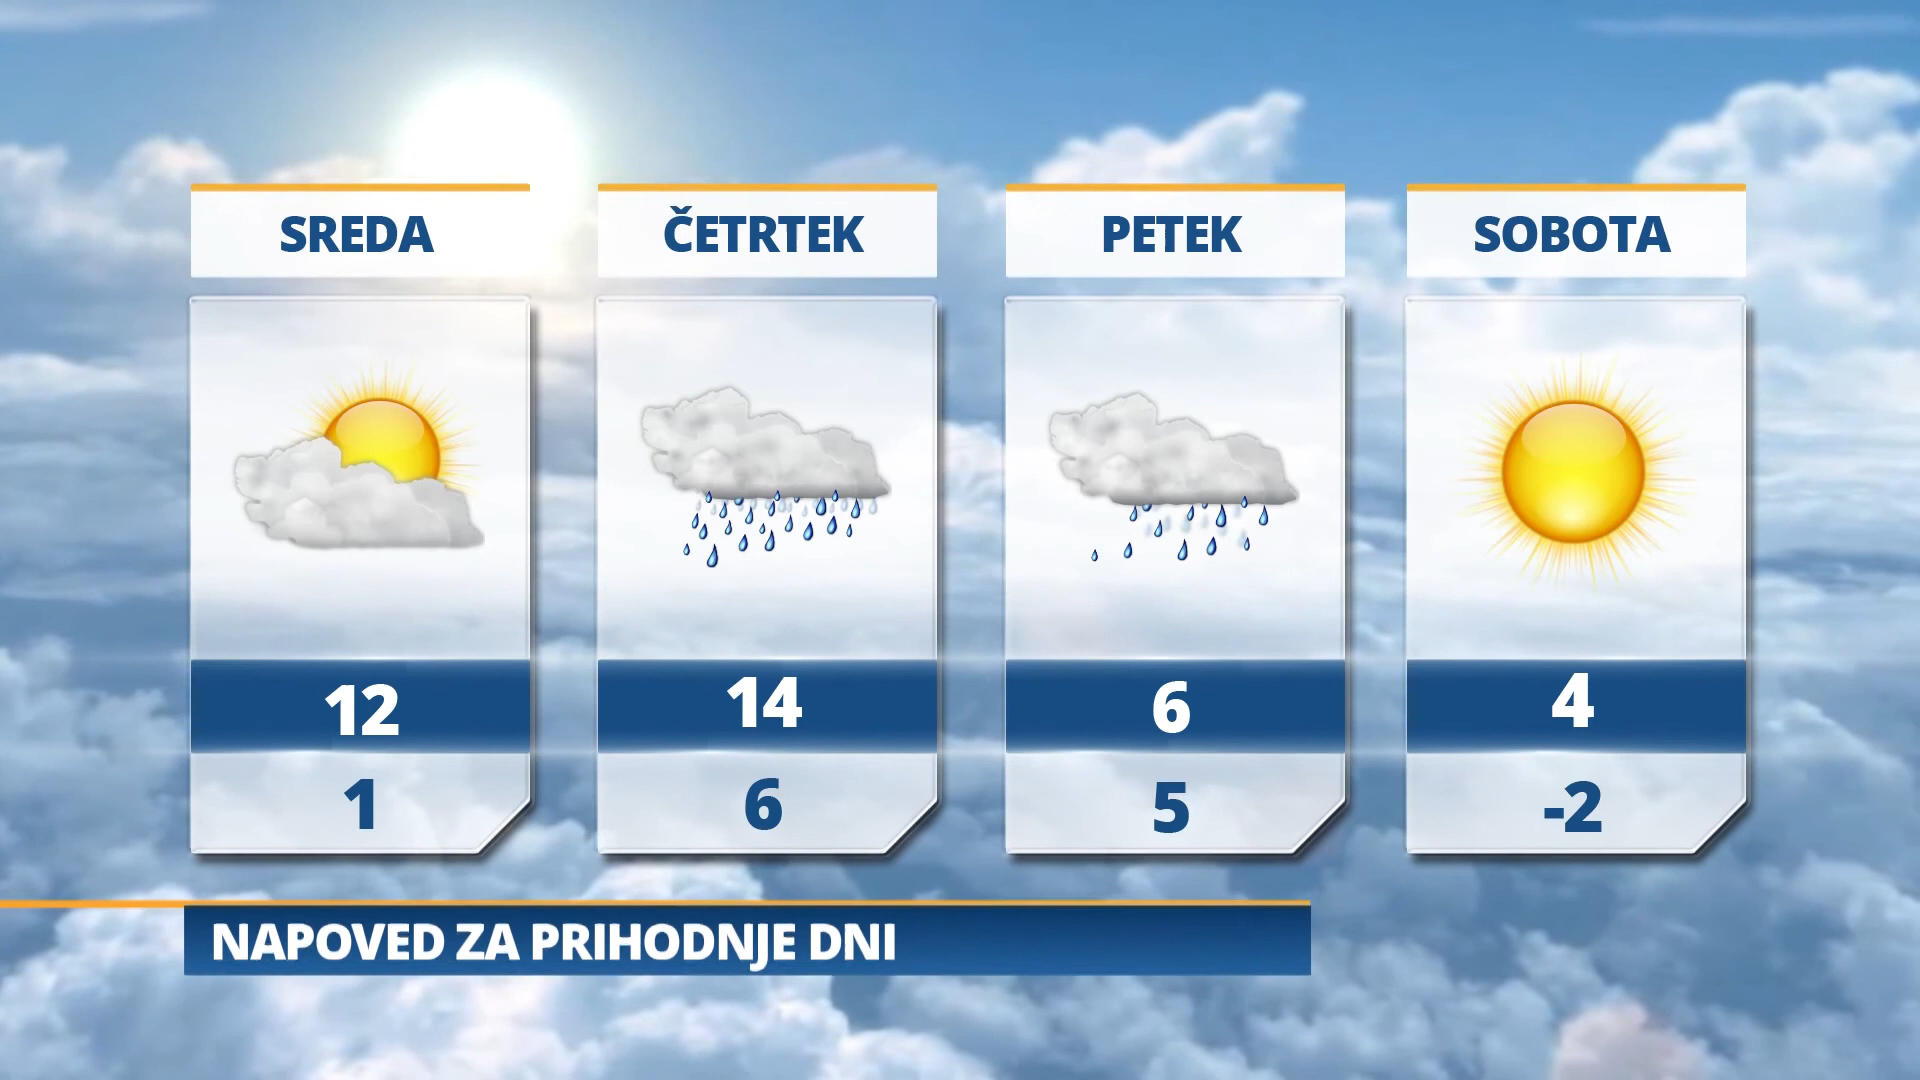 SREDA
ČETRTEK
PETEK
SOBOTA
12
14
6
4
1
6
5
-2
NAPOVED ZA PRIHODNJE DNI